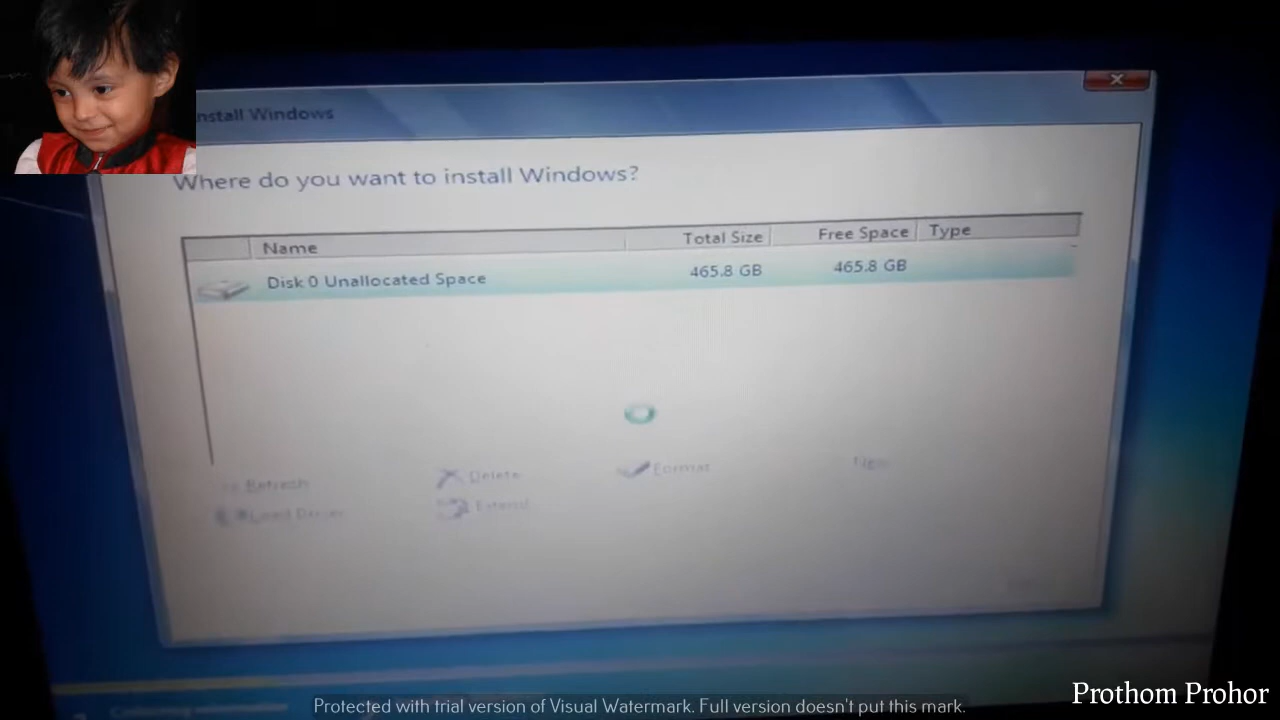 nstall Windows
Where do you want to install Windows?
Name Total Size Free Space Type
Disk 0 Unallocated Space 465.8 GB 465.8 GB
Refresh Delete Format New
Load Driver Extend
Protected with trial version of Visual Watermark. Full version doesn't put this mark.
Prothom Prohor